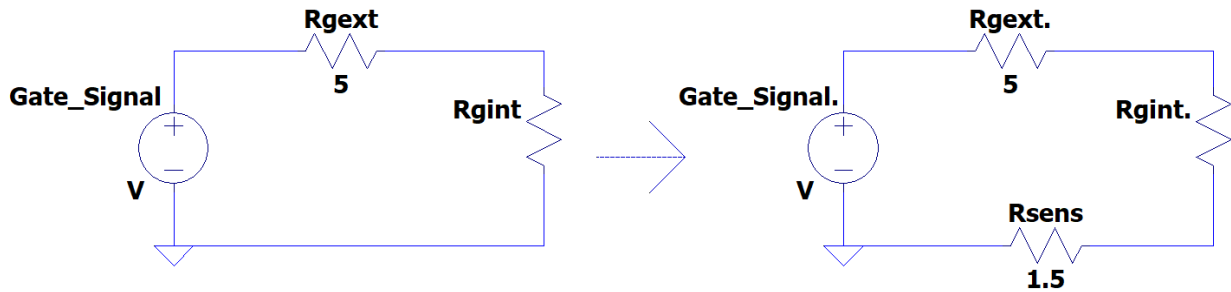 Rgext
5
Gate_Signal
Rgint
V
Rgext.
5
Gate_Signal.
Rgint.
V
Rsens
1.5